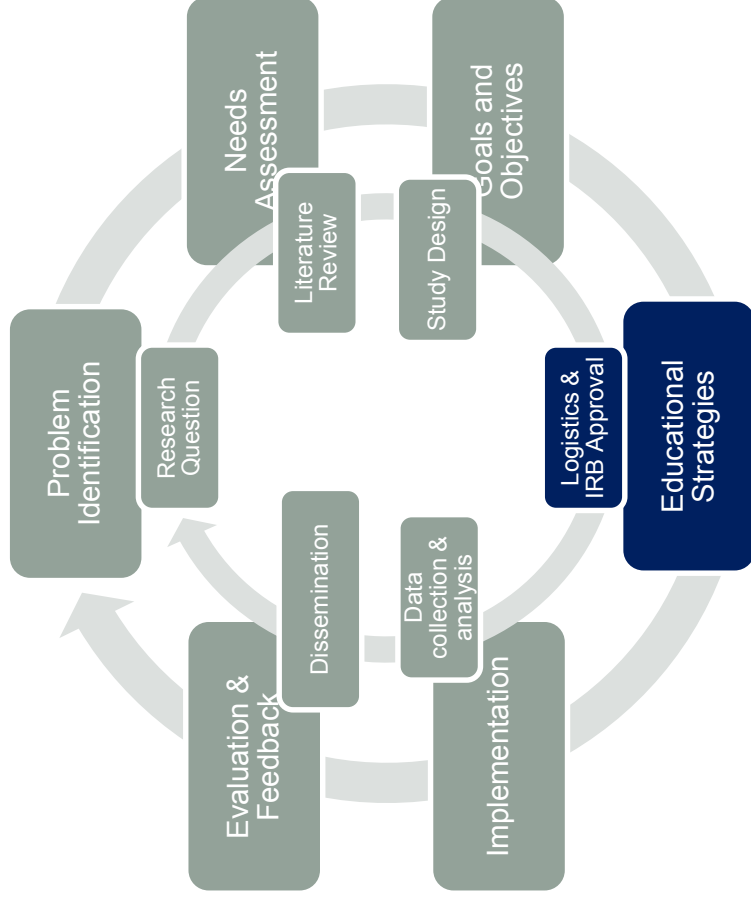 Problem
Identification
Research
Question
Needs
Assessment
Literature
Review
Goals and
Objectives
Study Design
Educational
Strategies
Logistics &
IRB Approval
Implementation
Data
collection &
analysis
Evaluation &
Feedback
Dissemination